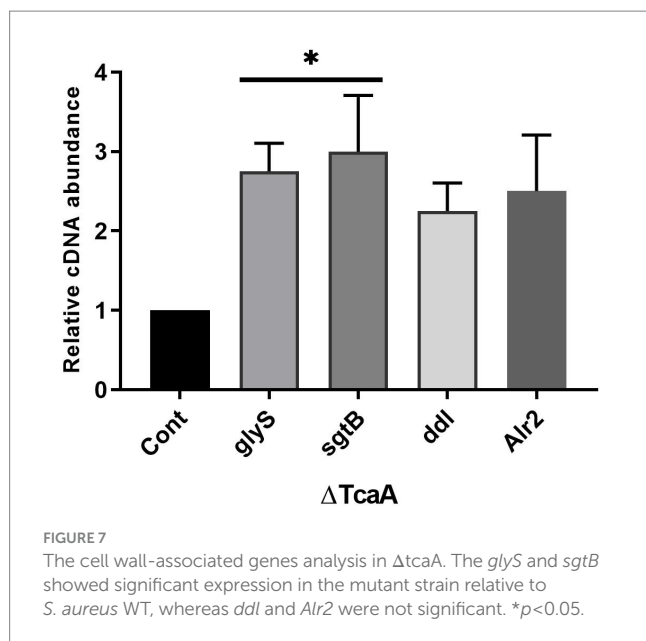 *
4
3
2
1
0
Relative cDNA abundance
Cont
glyS
sgtB
ddl
Alr2
ΔTcaA
FIGURE 7
The cell wall-associated genes analysis in ΔtcaA. The glyS and sgtB
showed significant expression in the mutant strain relative to
S. aureus WT, whereas ddl and Alr2 were not significant. *p<0.05.